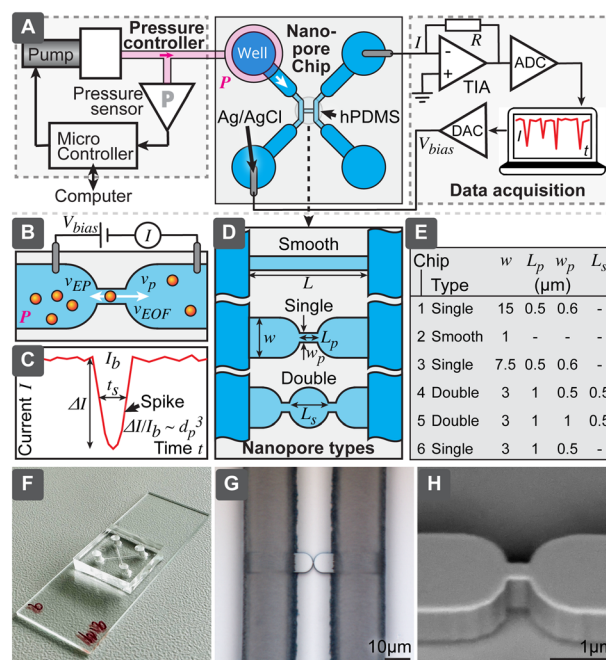 A
Pressure
controller
Pump
Pressure
sensor
P
Micro
Controller
Computer
Well
P
Nano-
pore
Chip
Ag/AgCl
hPDMS
I
R
TIA
ADC
DAC
V_bias
I
t
Data acquisition
B
V_bias
I
v_EP
v_p
v_EOF
P
C
I_b
t_s
ΔI
Spike
ΔI/I_b ~ d_p^3
Current I
Time t
D
Smooth
L
Single
w
L_p
w_p
Double
L_s
Nanopore types
E
Chip w L_p w_p L_s
Type (µm)
1 Single 15 0.5 0.6 -
2 Smooth 1 - - -
3 Single 7.5 0.5 0.6 -
4 Double 3 1 0.5 0.5
5 Double 3 1 1 0.5
6 Single 3 1 0.5 -
F
G
10µm
H
1µm